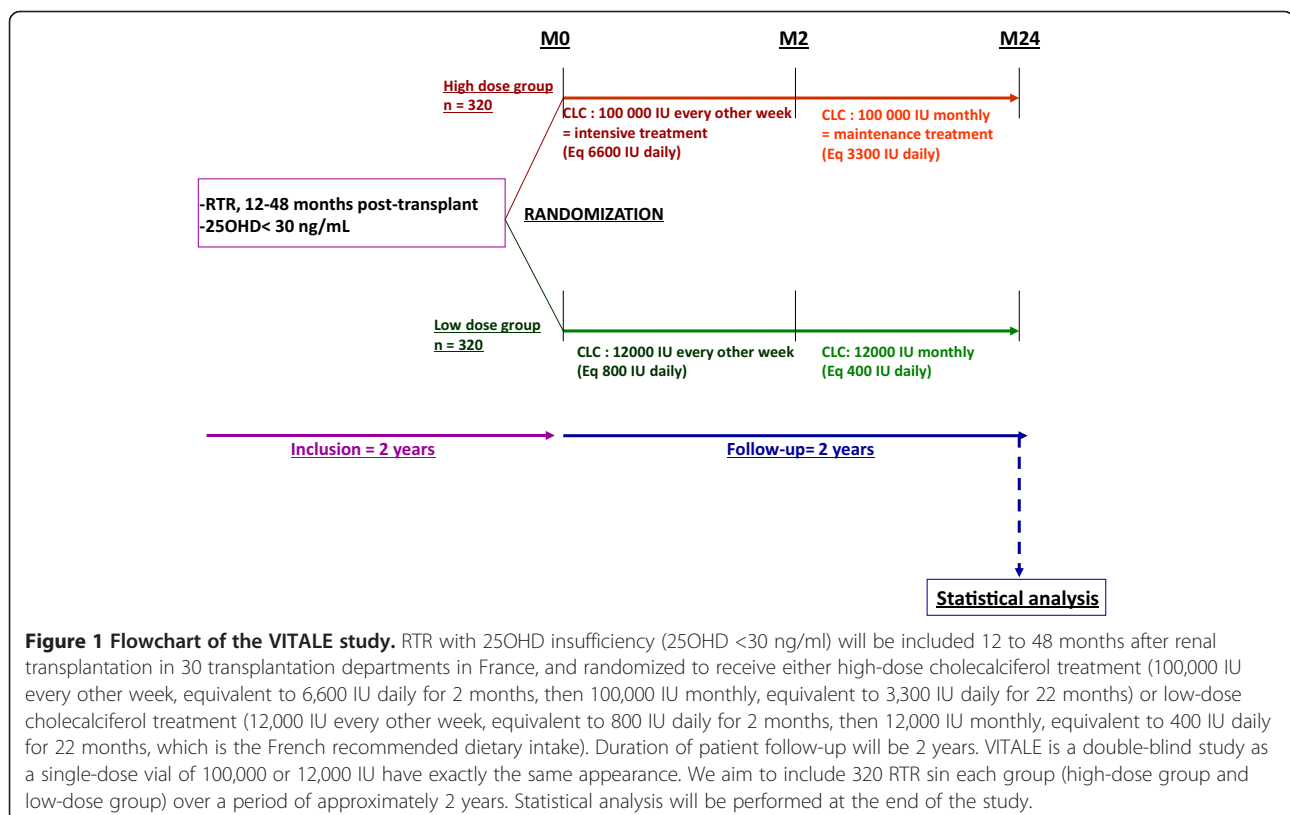 M0 M2 M24
High dose group
n = 320
CLC : 100 000 IU every other week
= intensive treatment
(Eq 6600 IU daily)
CLC : 100 000 IU monthly
= maintenance treatment
(Eq 3300 IU daily)
-RTR, 12-48 months post-transplant
-25OHD< 30 ng/mL
RANDOMIZATION
Low dose group
n = 320
CLC : 12000 IU every other week
(Eq 800 IU daily)
CLC: 12000 IU monthly
(Eq 400 IU daily)
Inclusion = 2 years
Follow-up= 2 years
Statistical analysis
Figure 1 Flowchart of the VITALE study. RTR with 25OHD insufficiency (25OHD <30 ng/ml) will be included 12 to 48 months after renal
transplantation in 30 transplantation departments in France, and randomized to receive either high-dose cholecalciferol treatment (100,000 IU
every other week, equivalent to 6,600 IU daily for 2 months, then 100,000 IU monthly, equivalent to 3,300 IU daily for 22 months) or low-dose
cholecalciferol treatment (12,000 IU every other week, equivalent to 800 IU daily for 2 months, then 12,000 IU monthly, equivalent to 400 IU daily
for 22 months, which is the French recommended dietary intake). Duration of patient follow-up will be 2 years. VITALE is a double-blind study as
a single-dose vial of 100,000 or 12,000 IU have exactly the same appearance. We aim to include 320 RTR sin each group (high-dose group and
low-dose group) over a period of approximately 2 years. Statistical analysis will be performed at the end of the study.